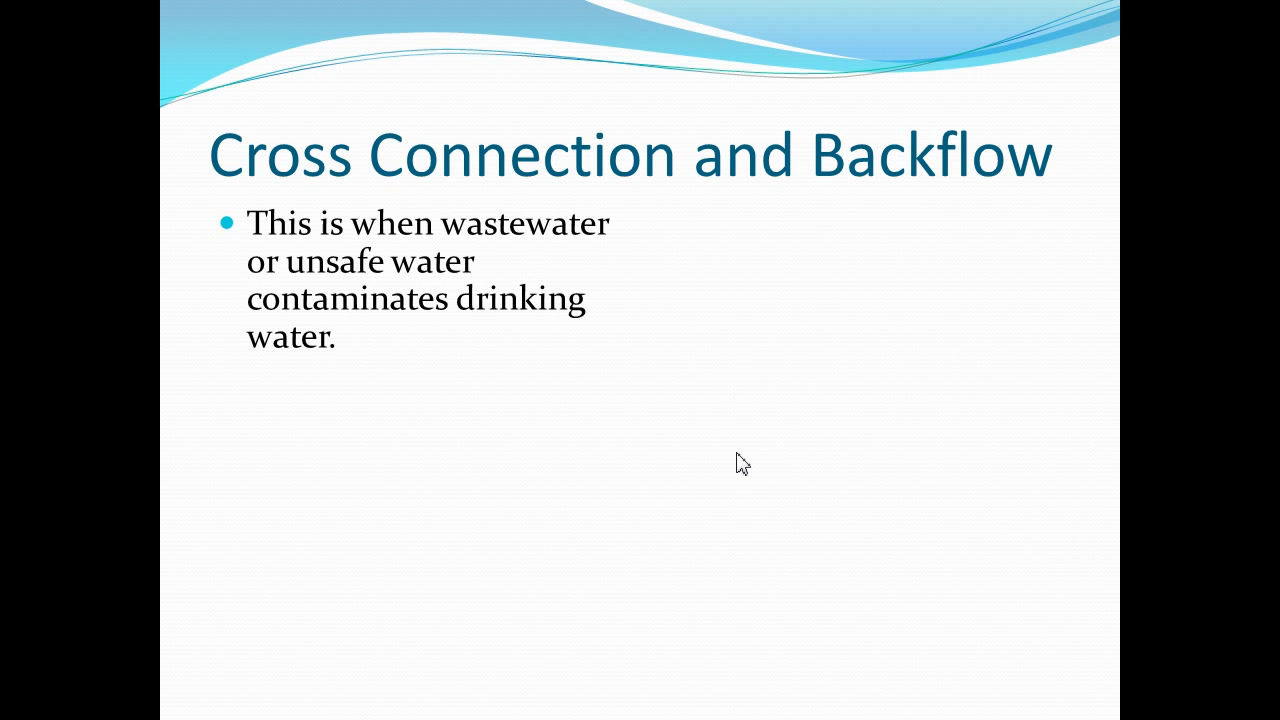 Cross Connection and Backflow
This is when wastewater
or unsafe water
contaminates drinking
water.